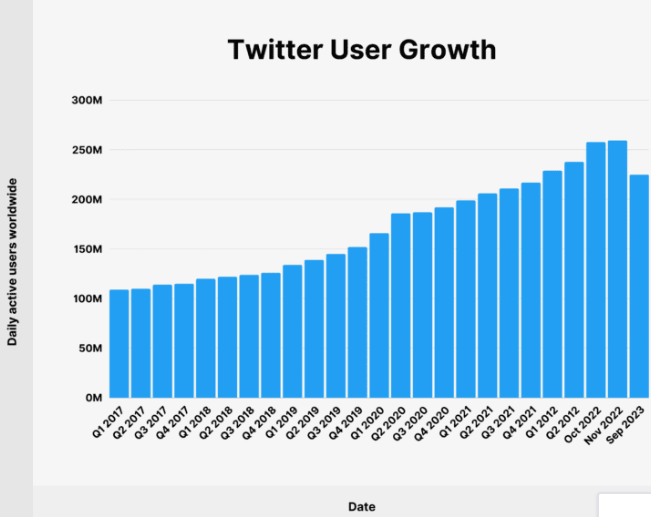 Twitter User Growth
Daily active users worldwide
300M
250M
200M
150M
100M
50M
0M
Q1 2017
Q2 2017
Q3 2017
Q4 2017
Q1 2018
Q2 2018
Q3 2018
Q4 2018
Q1 2019
Q2 2019
Q3 2019
Q4 2019
Q1 2020
Q2 2020
Q3 2020
Q4 2020
Q1 2021
Q2 2021
Q3 2021
Q4 2021
Q1 2012
Q2 2012
Oct 2022
Nov 2022
Sep 2023
Date